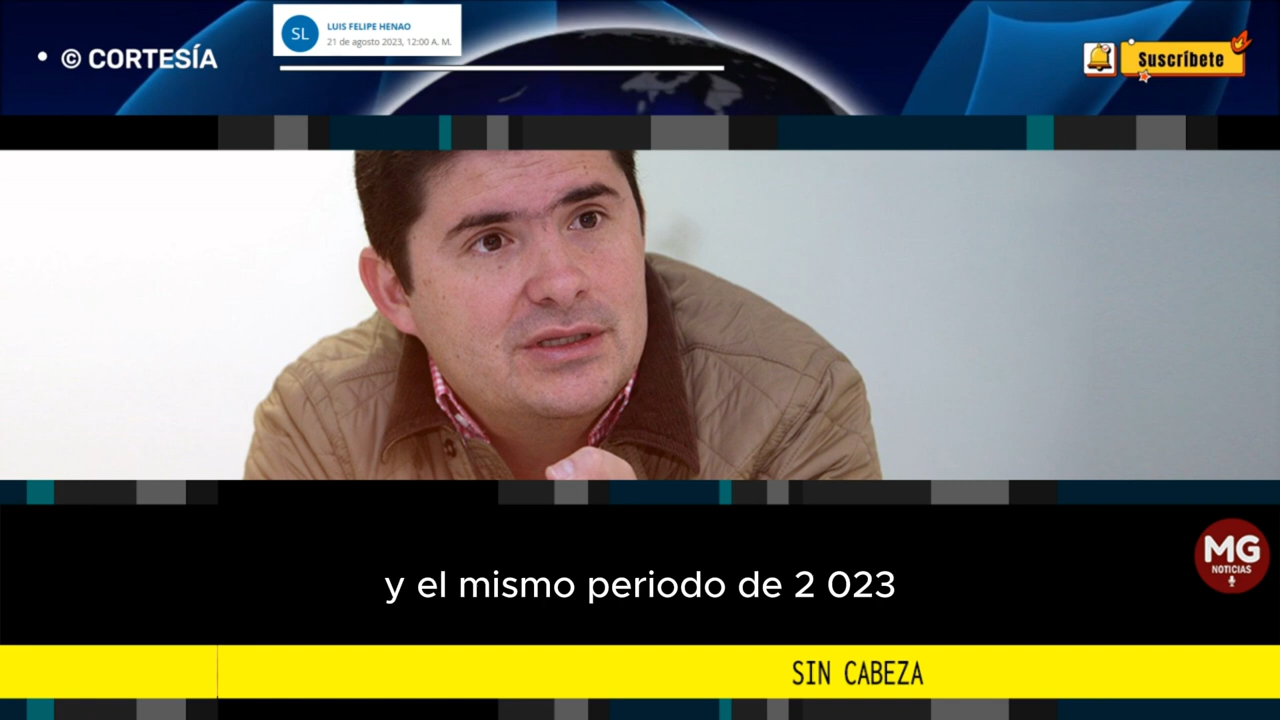 © CORTESÍA
SL
LUIS FELIPE HENAO
21 de agosto 2023, 12:00 A. M.
Suscríbete
y el mismo periodo de 2 023
MG
NOTICIAS
SIN CABEZA